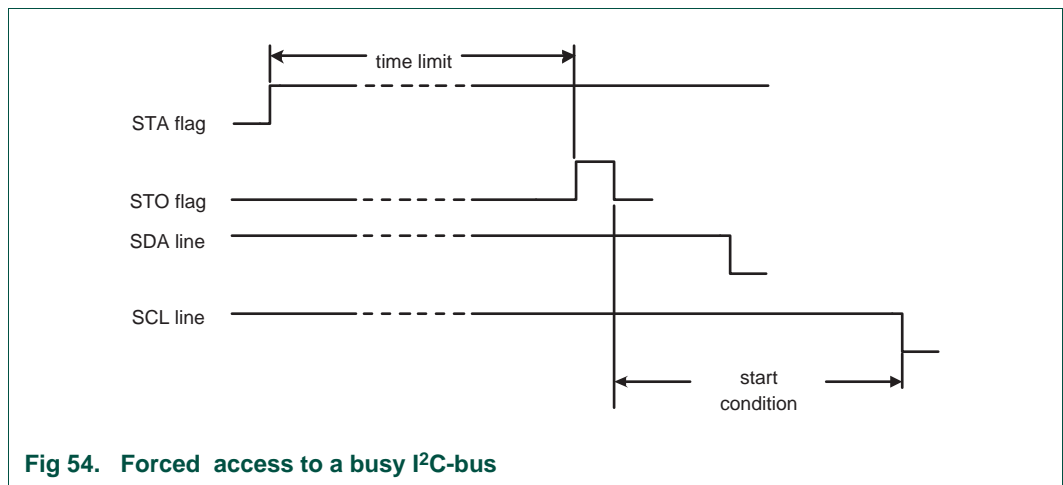 time limit
STA flag
STO flag
SDA line
SCL line
start
condition
Fig 54. Forced access to a busy I²C-bus